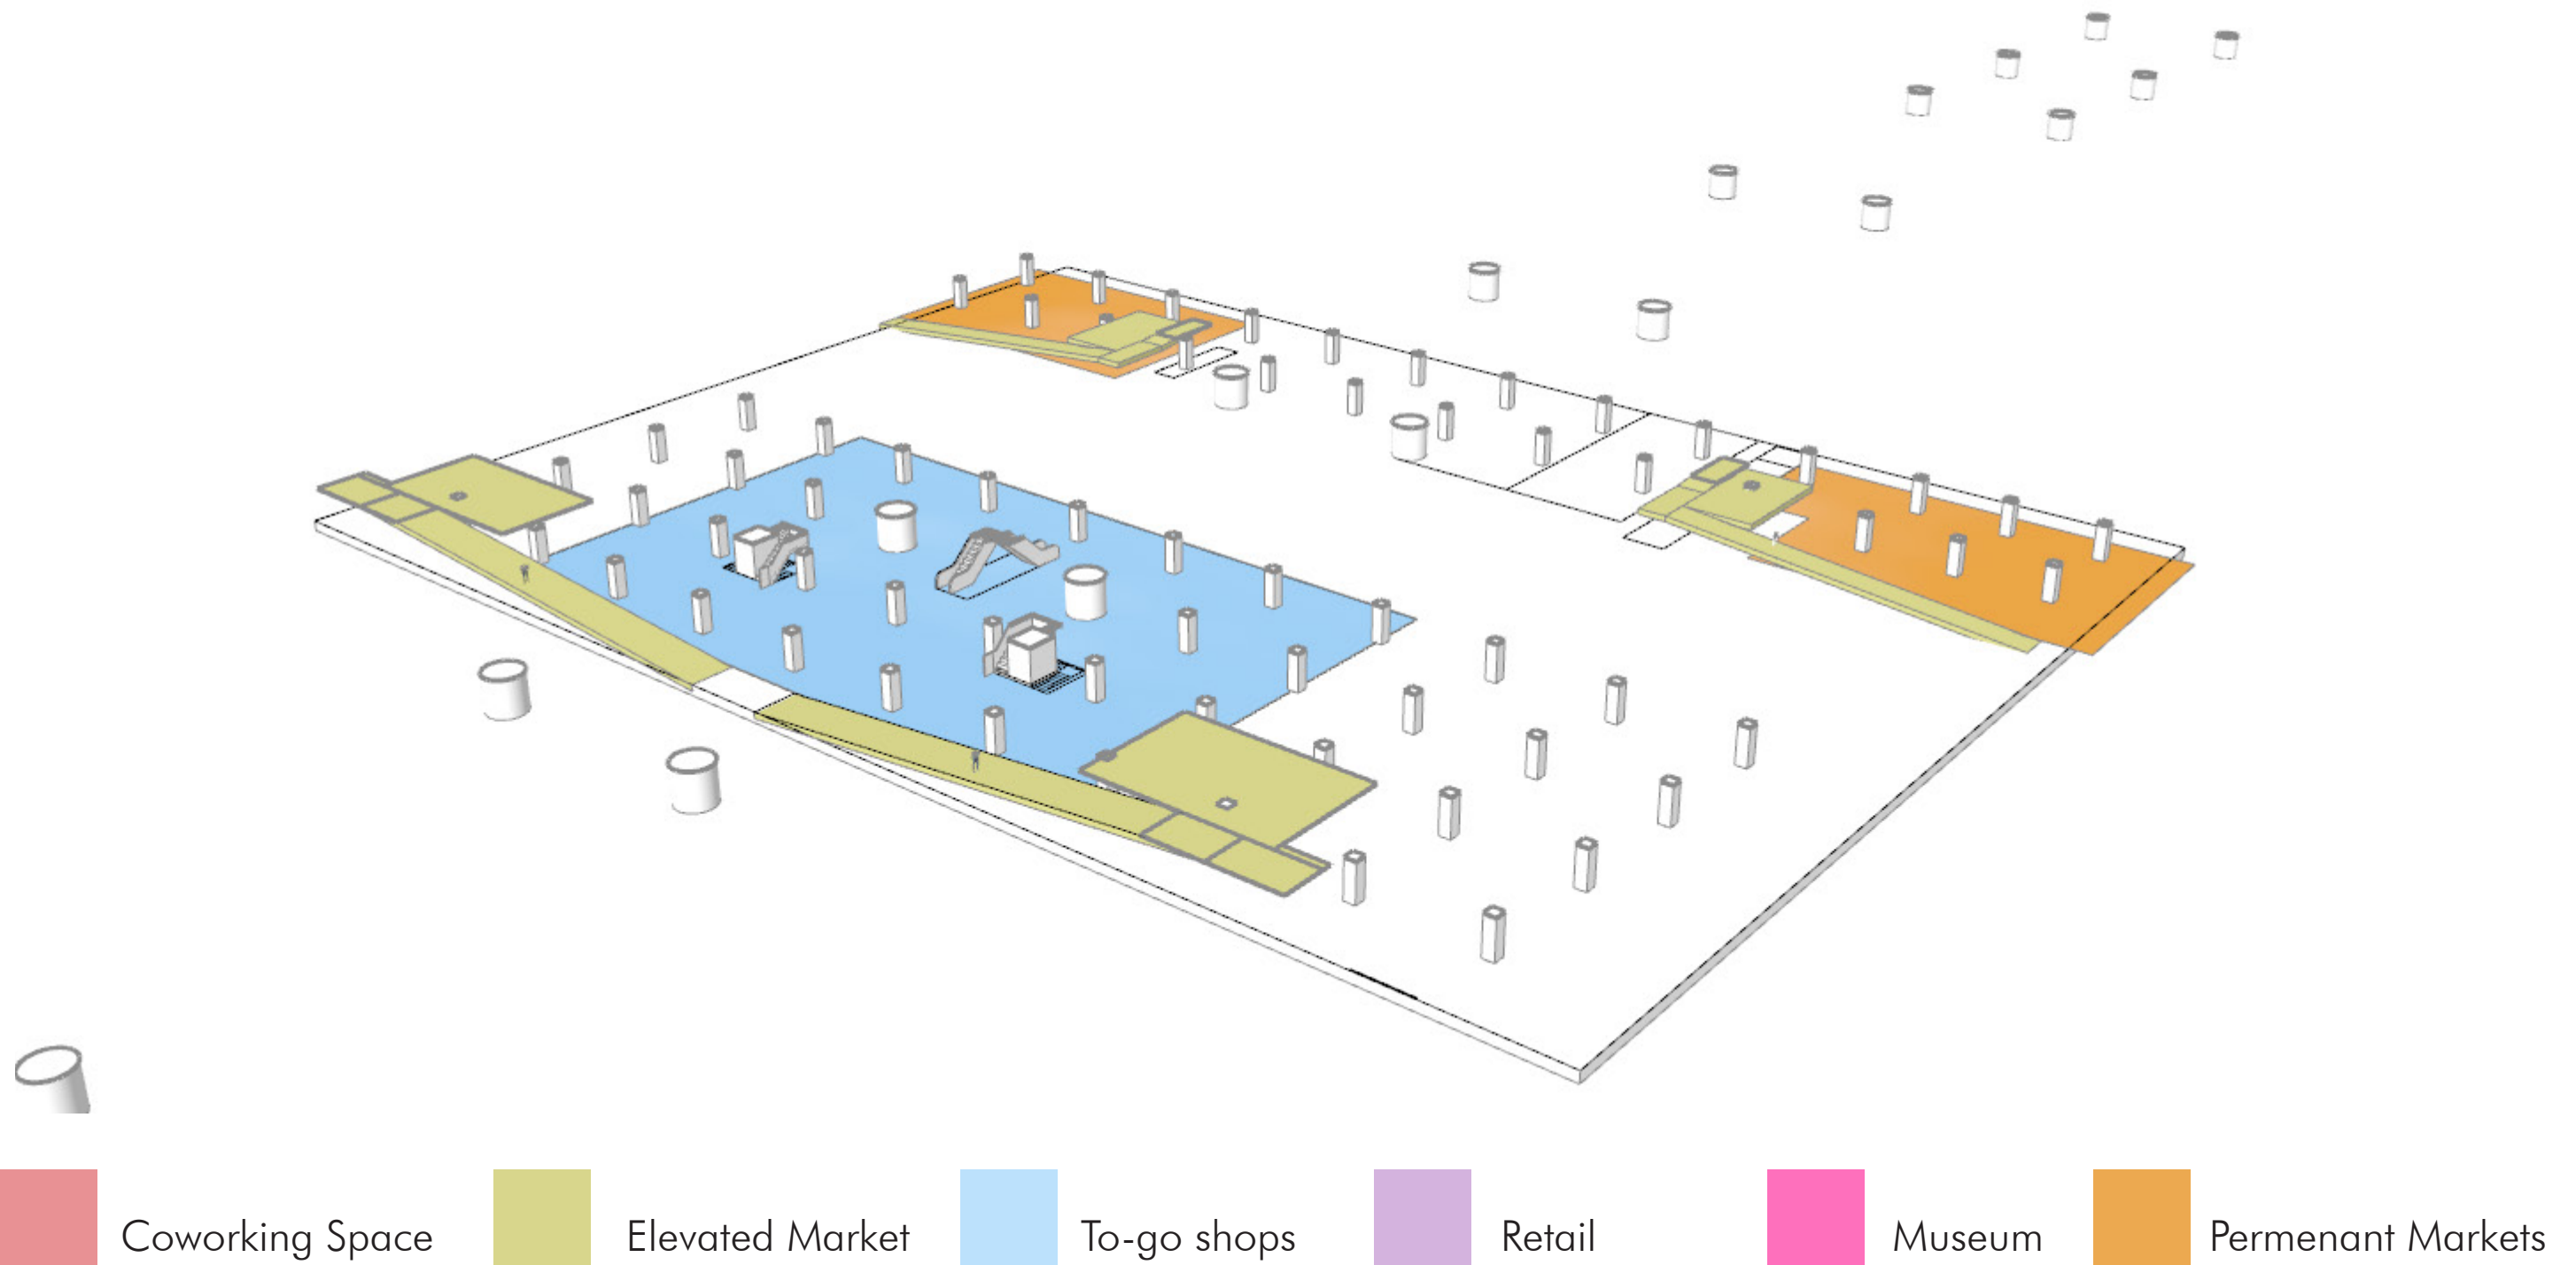 Coworking Space
Elevated Market
To-go shops
Retail
Museum
Permenant Markets